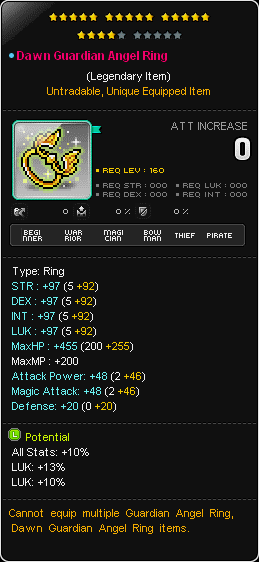 Dawn Guardian Angel Ring
(Legendary Item)
Untradable, Unique Equipped Item
ATT INCREASE
0
REQ LEV : 160
REQ STR : 000 REQ LUK : 000
REQ DEX : 000 REQ INT : 000
0 0 % 0 %
BEGINNER WARRIOR MAGICIAN BOWMAN THIEF PIRATE
Type: Ring
STR : +97 (5 +92)
DEX : +97 (5 +92)
INT : +97 (5 +92)
LUK : +97 (5 +92)
MaxHP : +455 (200 +255)
MaxMP : +200
Attack Power: +48 (2 +46)
Magic Attack: +48 (2 +46)
Defense: +20 (0 +20)
L Potential
All Stats: +10%
LUK: +13%
LUK: +10%
Cannot equip multiple Guardian Angel Ring,
Dawn Guardian Angel Ring items.